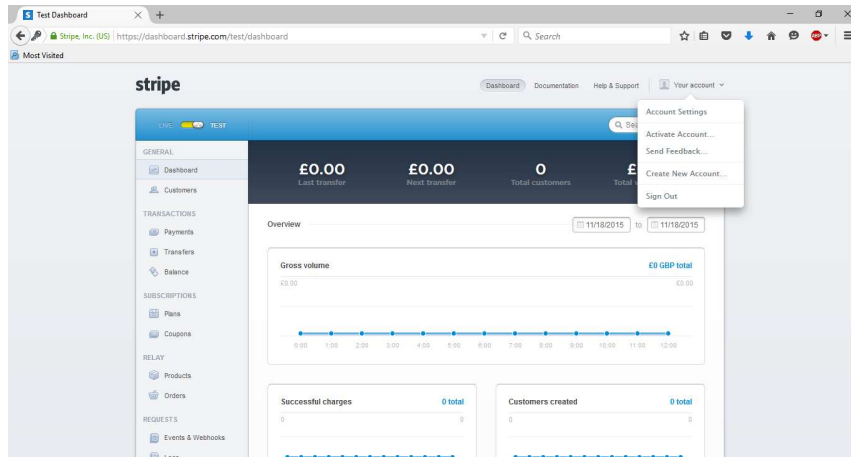 Test Dashboard
Stripe, Inc. (US) https://dashboard.stripe.com/test/dashboard
Search
ABP
Most Visited
stripe
Dashboard Documentation Help & Support Your account
Account Settings
Activate Account...
Send Feedback...
Create New Account...
Sign Out
LIVE TEST
GENERAL
Dashboard
Customers
TRANSACTIONS
Payments
Transfers
Balance
SUBSCRIPTIONS
Plans
Coupons
RELAY
Products
Orders
REQUESTS
Events & Webhooks
£0.00 £0.00 0 £
Last transfer Next transfer Total customers Total
Overview 11/18/2015 to 11/18/2015
Gross volume £0 GBP total
£0.00 £0.00
0:00 1:00 2:00 3:00 4:00 5:00 6:00 7:00 8:00 9:00 10:00 11:00 12:00
Successful charges 0 total
0 0
Customers created 0 total
0 0